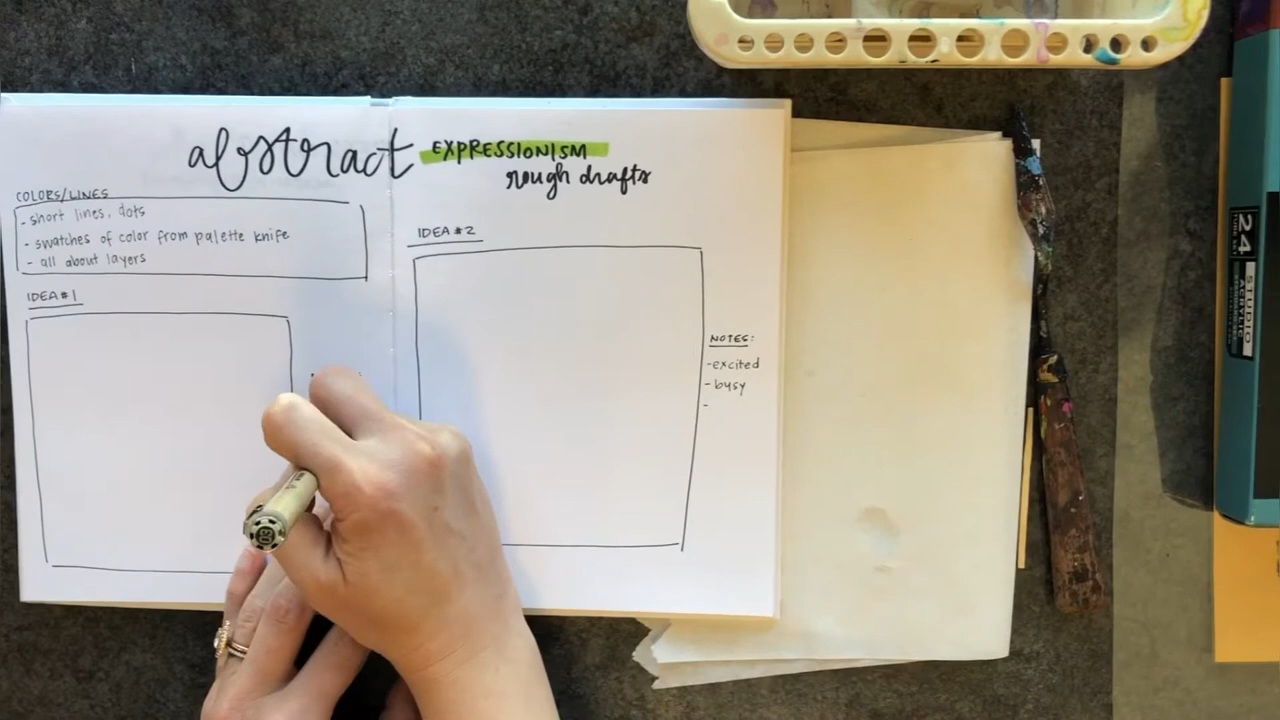 abstract EXPRESSIONISM
rough drafts
COLORS/LINES
- short lines, dots
- swatches of color from palette knife
- all about layers
IDEA #1
IDEA #2
NOTES:
-excited
- busy
-
24
STUDIO
ACRYLIC
05